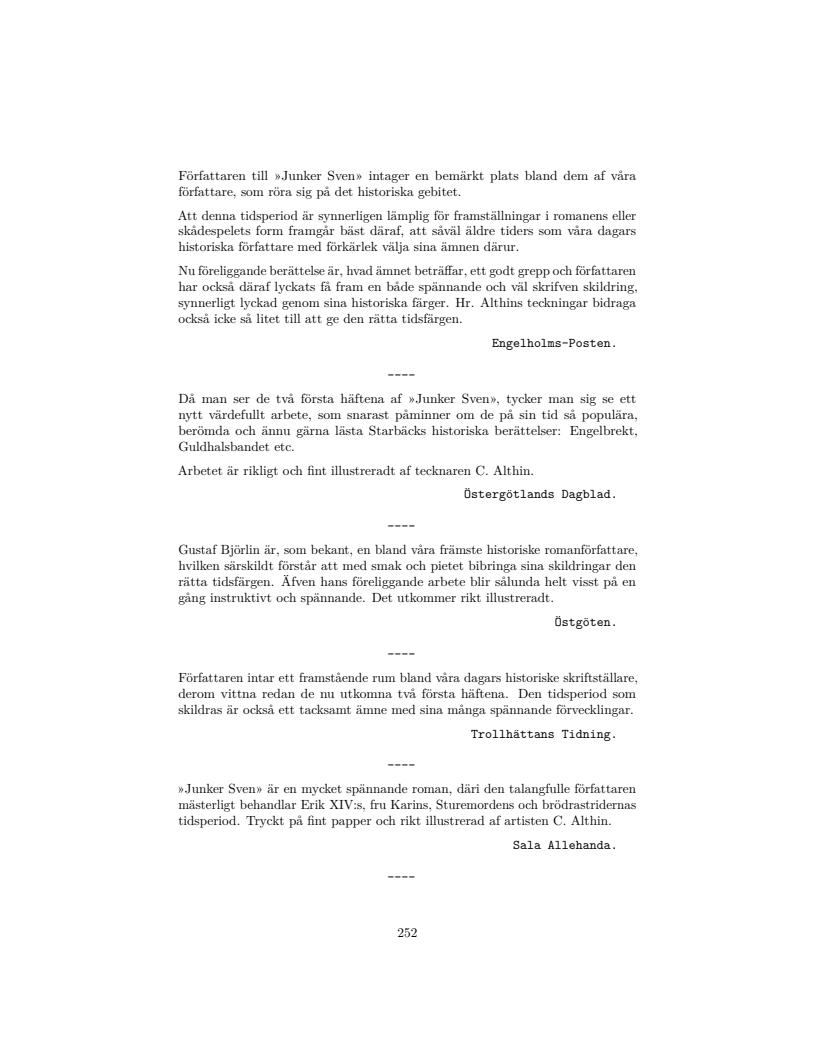 Författaren till »Junker Sven» intager en bemärkt plats bland dem af våra
författare, som röra sig på det historiska gebitet.
Att denna tidsperiod är synnerligen lämplig för framställningar i romanens eller
skådespelets form framgår bäst däraf, att såväl äldre tiders som våra dagars
historiska författare med förkärlek välja sina ämnen därur.
Nu föreliggande berättelse är, hvad ämnet beträffar, ett godt grepp och författaren
har också däraf lyckats få fram en både spännande och väl skrifven skildring,
synnerligt lyckad genom sina historiska färger. Hr. Althins teckningar bidraga
också icke så litet till att ge den rätta tidsfärgen.
Engelholms-Posten.
----
Då man ser de två första häftena af »Junker Sven», tycker man sig se ett
nytt värdefullt arbete, som snarast påminner om de på sin tid så populära,
berömda och ännu gärna lästa Starbäcks historiska berättelser: Engelbrekt,
Guldhalsbandet etc.
Arbetet är rikligt och fint illustreradt af tecknaren C. Althin.
Östergötlands Dagblad.
----
Gustaf Björlin är, som bekant, en bland våra främste historiske romanförfattare,
hvilken särskildt förstår att med smak och pietet bibringa sina skildringar den
rätta tidsfärgen. Äfven hans föreliggande arbete blir sålunda helt visst på en
gång instruktivt och spännande. Det utkommer rikt illustreradt.
Östgöten.
----
Författaren intar ett framstående rum bland våra dagars historiske skriftställare,
derom vittna redan de nu utkomna två första häftena. Den tidsperiod som
skildras är också ett tacksamt ämne med sina många spännande förvecklingar.
Trollhättans Tidning.
----
»Junker Sven» är en mycket spännande roman, däri den talangfulle författaren
mästerligt behandlar Erik XIV:s, fru Karins, Sturemordens och brödrastridernas
tidsperiod. Tryckt på fint papper och rikt illustrerad af artisten C. Althin.
Sala Allehanda.
----
252